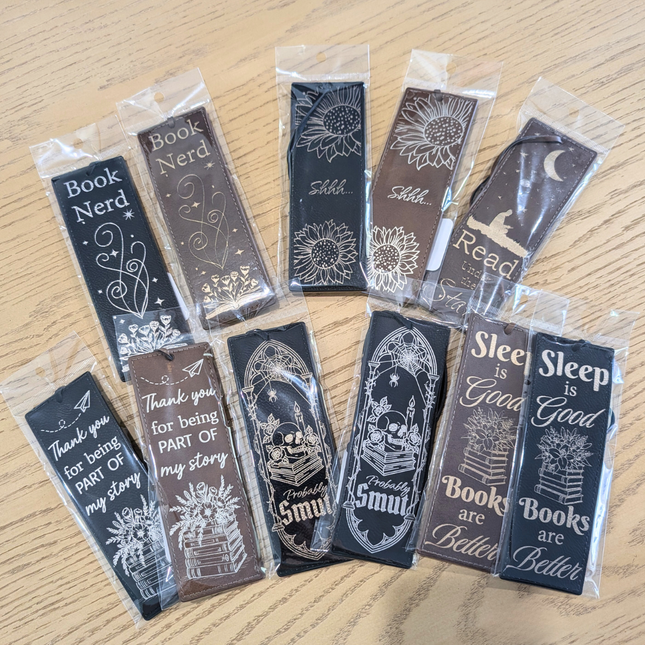 Book
Nerd
Book
Nerd
Shhh...
Shhh...
Read
Thank you
for being
PART OF
my story
Thank you
for being
PART OF
my story
Probably
Smut
Probably
Smut
Sleep
is
Good
Books
are
Better
Sleep
is
Good
Books
are
Better